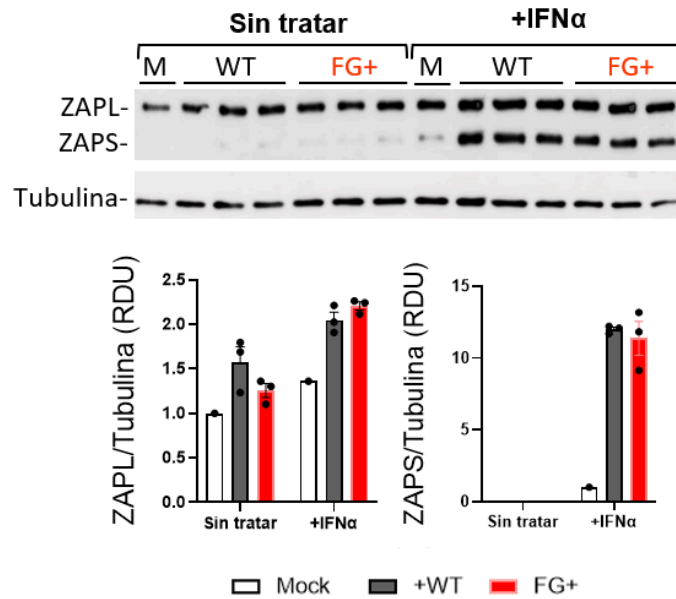 Sin tratar +IFNα
M WT FG+ M WT FG+
ZAPL-
ZAPS-
Tubulina-
ZAPL/Tubulina (RDU)
2.5
2.0
1.5
1.0
0.5
0.0
Sin tratar +IFNα
ZAPS/Tubulina (RDU)
15
10
5
0
Sin tratar +IFNα
Mock +WT FG+